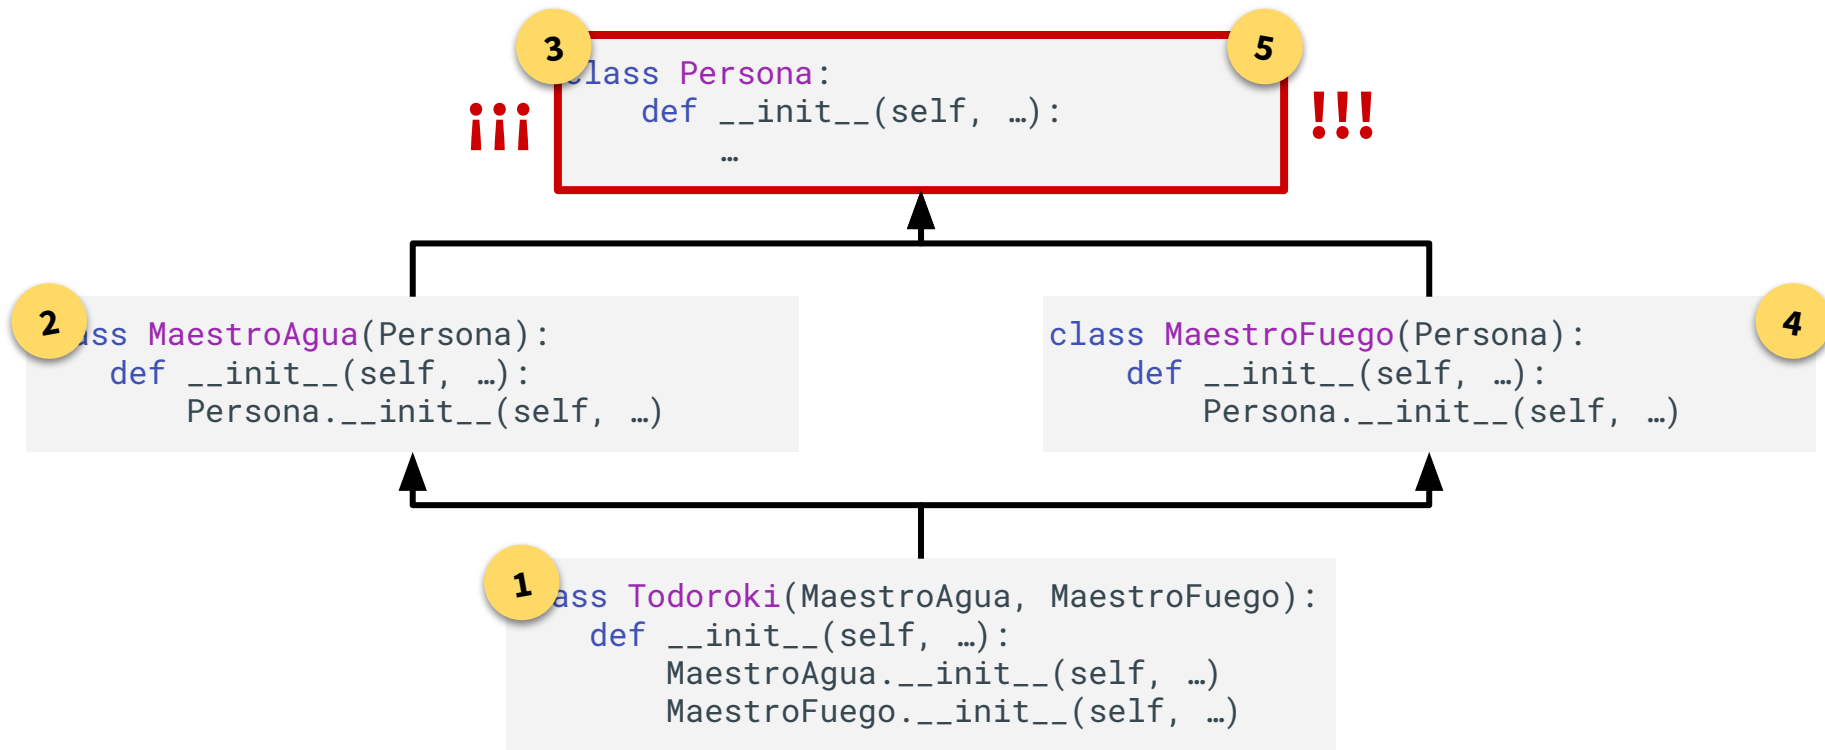 3
5
lass Persona:
def __init__(self, …):
…
¡¡¡
!!!
2
ass MaestroAgua(Persona):
def __init__(self, …):
Persona.__init__(self, …)
4
class MaestroFuego(Persona):
def __init__(self, …):
Persona.__init__(self, …)
1
ass Todoroki(MaestroAgua, MaestroFuego):
def __init__(self, …):
MaestroAgua.__init__(self, …)
MaestroFuego.__init__(self, …)